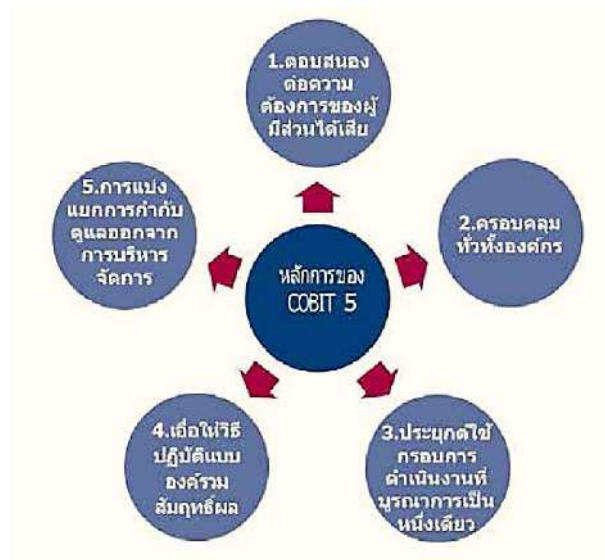 1.ตอบสนอง
ต่อความ
ต้องการของผู้
มีส่วนได้เสีย
2.ครอบคลุม
ทั่วทั้งองค์กร
3.ประยุกต์ใช้
กรอบการ
ดำเนินงานที่
บูรณาการเป็น
หนึ่งเดียว
4.เอื้อให้วิธี
ปฏิบัติแบบ
องค์รวม
สัมฤทธิ์ผล
5.การแบ่ง
แยกการกำกับ
ดูแลออกจาก
การบริหาร
จัดการ
หลักการของ
COBIT 5